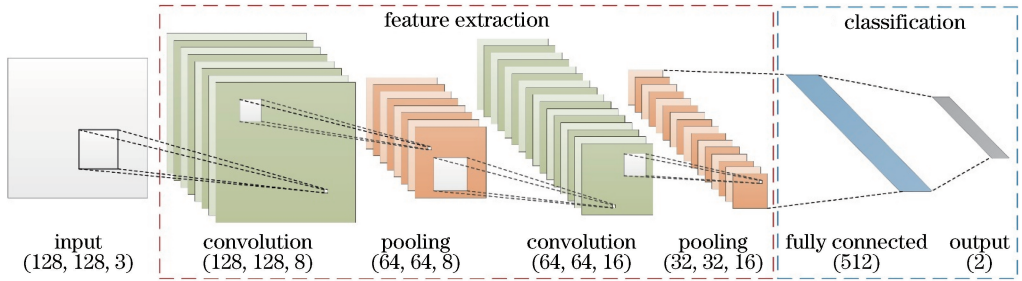 feature extraction
classification
input
(128, 128, 3)
convolution
(128, 128, 8)
pooling
(64, 64, 8)
convolution
(64, 64, 16)
pooling
(32, 32, 16)
fully connected
(512)
output
(2)